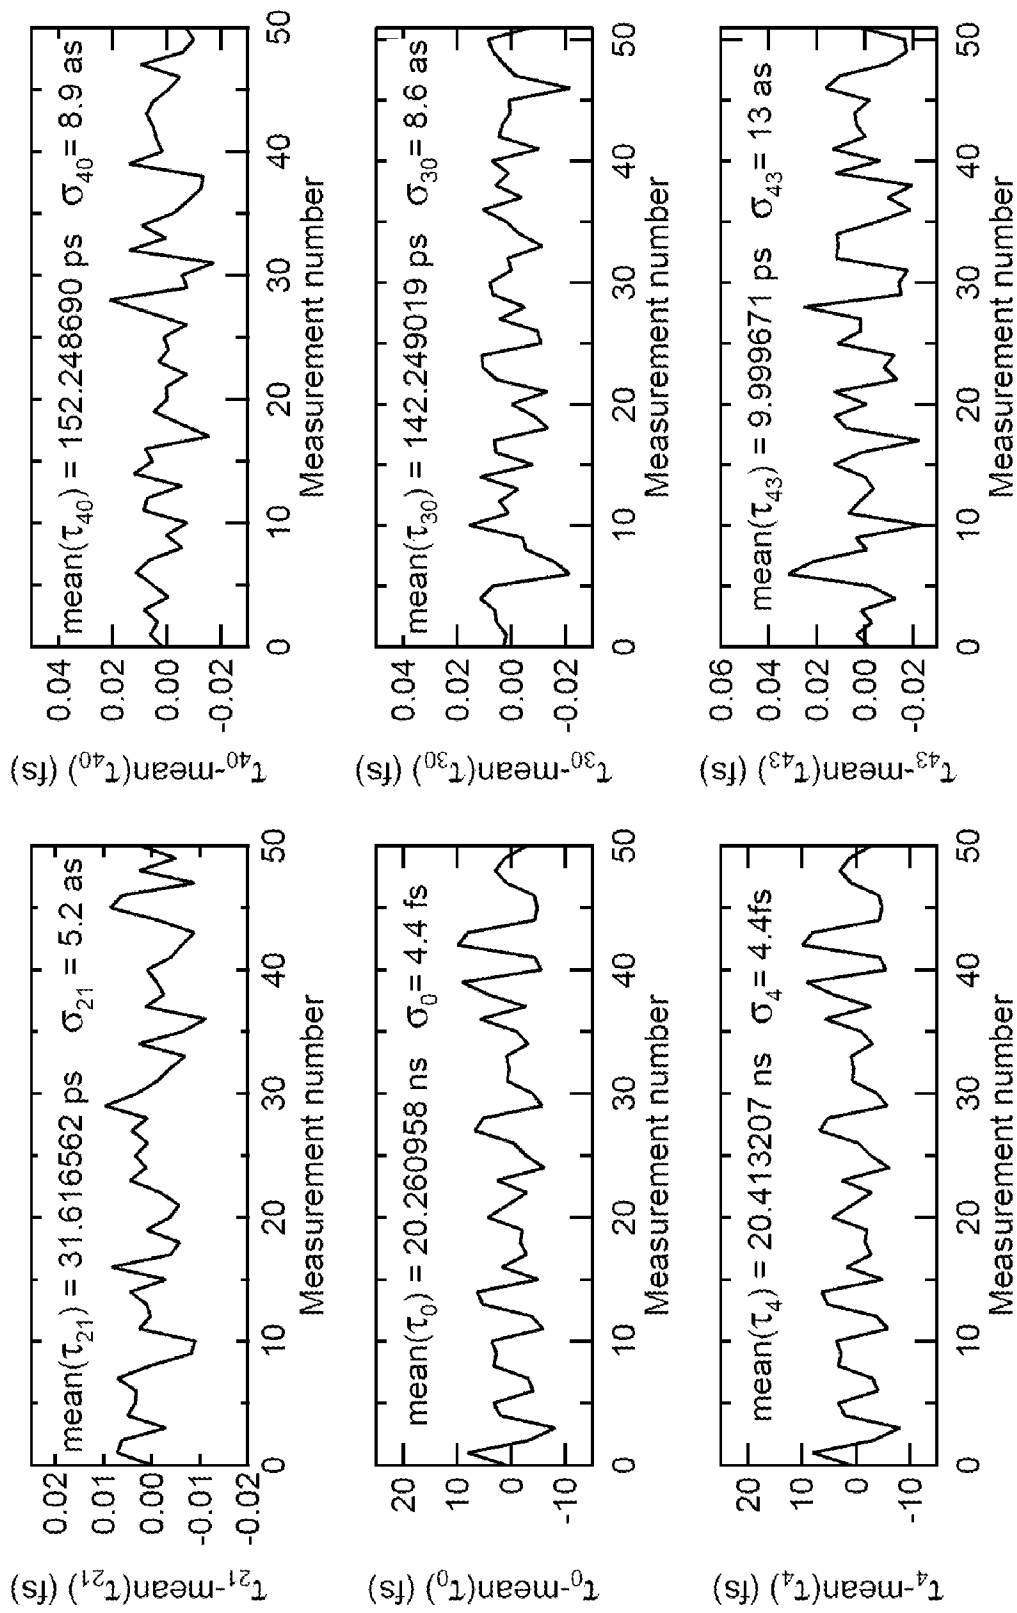 τ21-mean(τ21) (fs)
0.02
0.01
0.00
-0.01
-0.02
mean(τ21) = 31.616562 ps σ21 = 5.2 as
0 10 20 30 40 50
Measurement number
τ40-mean(τ40) (fs)
0.04
0.02
0.00
-0.02
mean(τ40) = 152.248690 ps σ40= 8.9 as
0 10 20 30 40 50
Measurement number
τ0-mean(τ0) (fs)
20
10
0
-10
mean(τ0) = 20.260958 ns σ0= 4.4 fs
0 10 20 30 40 50
Measurement number
τ30-mean(τ30) (fs)
0.04
0.02
0.00
-0.02
mean(τ30) = 142.249019 ps σ30= 8.6 as
0 10 20 30 40 50
Measurement number
τ4-mean(τ4) (fs)
20
10
0
-10
mean(τ4) = 20.413207 ns σ4= 4.4fs
0 10 20 30 40 50
Measurement number
τ43-mean(τ43) (fs)
0.06
0.04
0.02
0.00
-0.02
mean(τ43) = 9.999671 ps σ43= 13 as
0 10 20 30 40 50
Measurement number